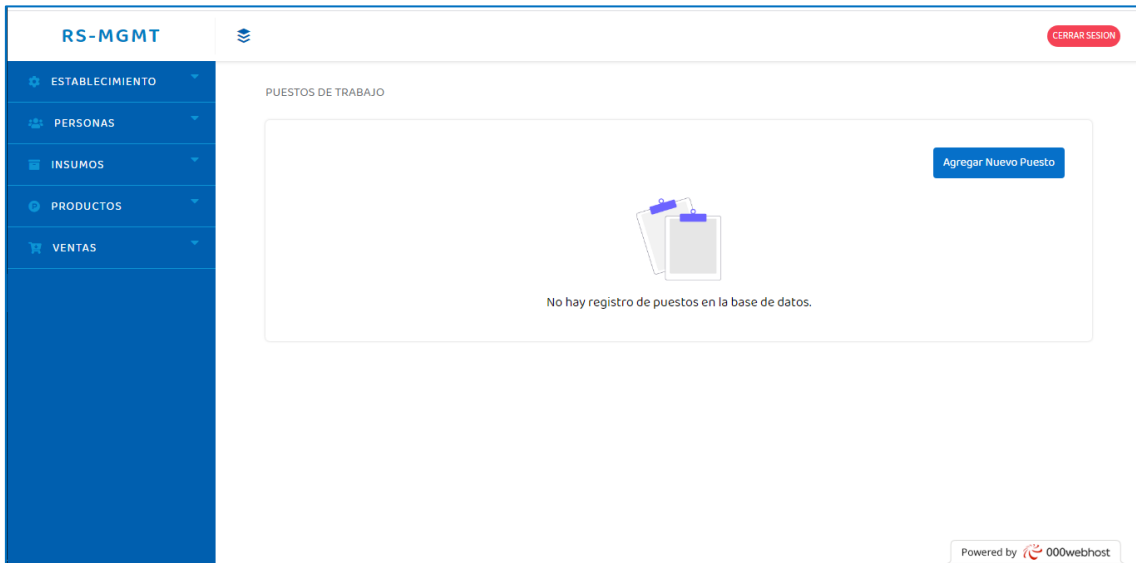 RS-MGMT
CERRAR SESION
ESTABLECIMIENTO
PERSONAS
INSUMOS
PRODUCTOS
VENTAS
PUESTOS DE TRABAJO
Agregar Nuevo Puesto
No hay registro de puestos en la base de datos.
Powered by 000webhost